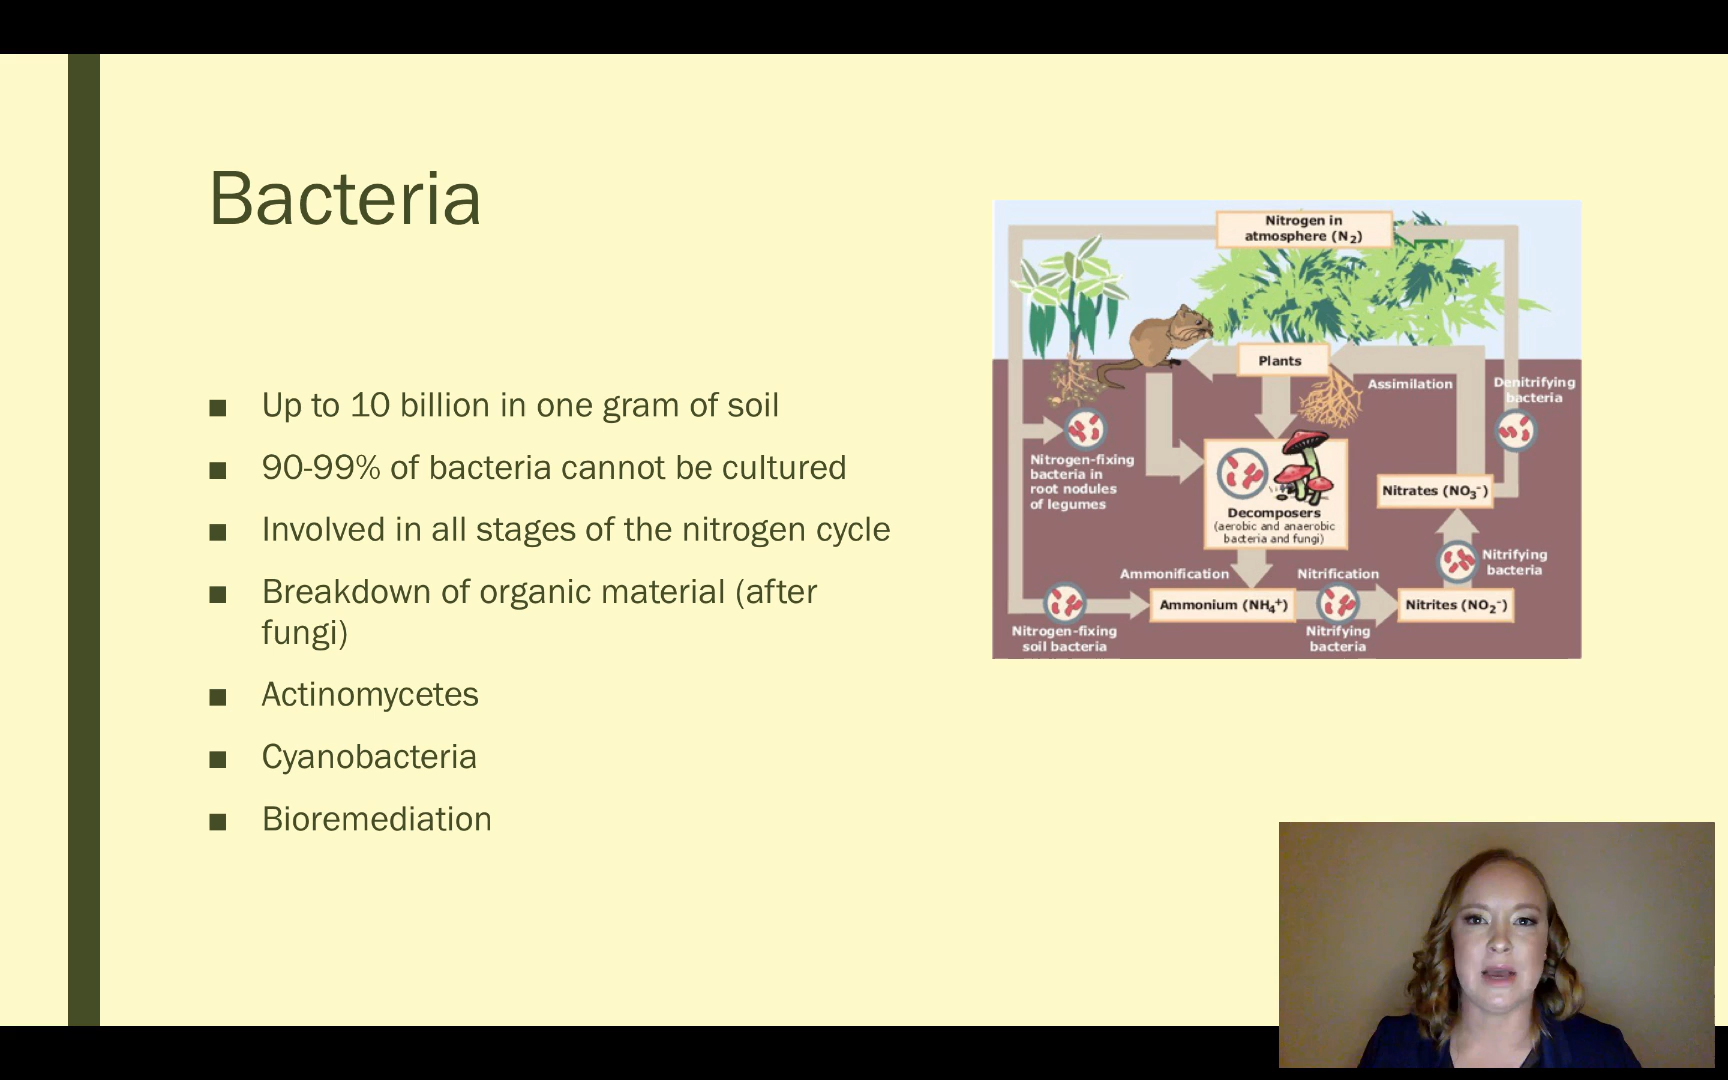 Bacteria
■ Up to 10 billion in one gram of soil
■ 90-99% of bacteria cannot be cultured
■ Involved in all stages of the nitrogen cycle
■ Breakdown of organic material (after
fungi)
■ Actinomycetes
■ Cyanobacteria
■ Bioremediation
Nitrogen in
atmosphere (N₂)
Plants
Assimilation
Denitrifying
bacteria
Nitrogen-fixing
bacteria in
root nodules
of legumes
Decomposers
(aerobic and anaerobic
bacteria and fungi)
Nitrates (NO₃⁻)
Nitrifying
bacteria
Ammonification
Nitrification
Ammonium (NH₄⁺)
Nitrites (NO₂⁻)
Nitrogen-fixing
soil bacteria
Nitrifying
bacteria